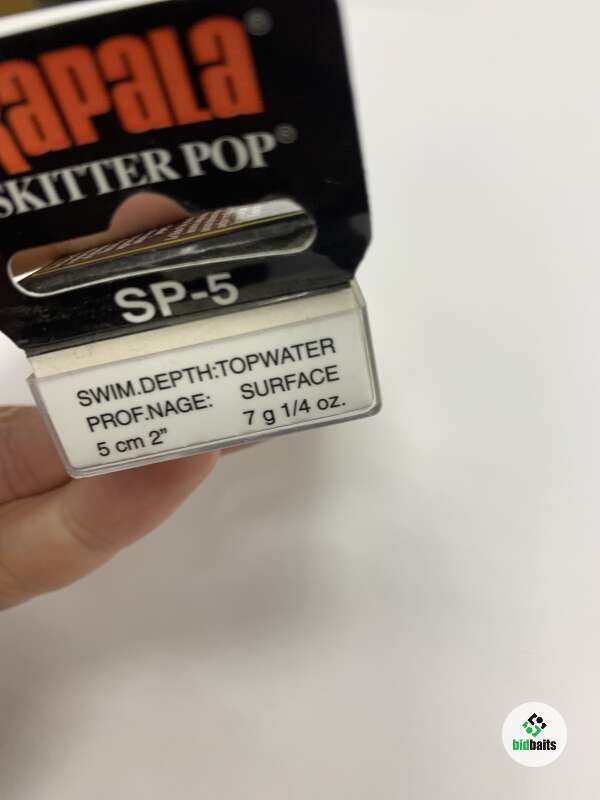 Rapala®
SKITTER POP®
SP-5
SWIM.DEPTH:TOPWATER
PROF.NAGE: SURFACE
5 cm 2" 7 g 1/4 oz.
bidbaits